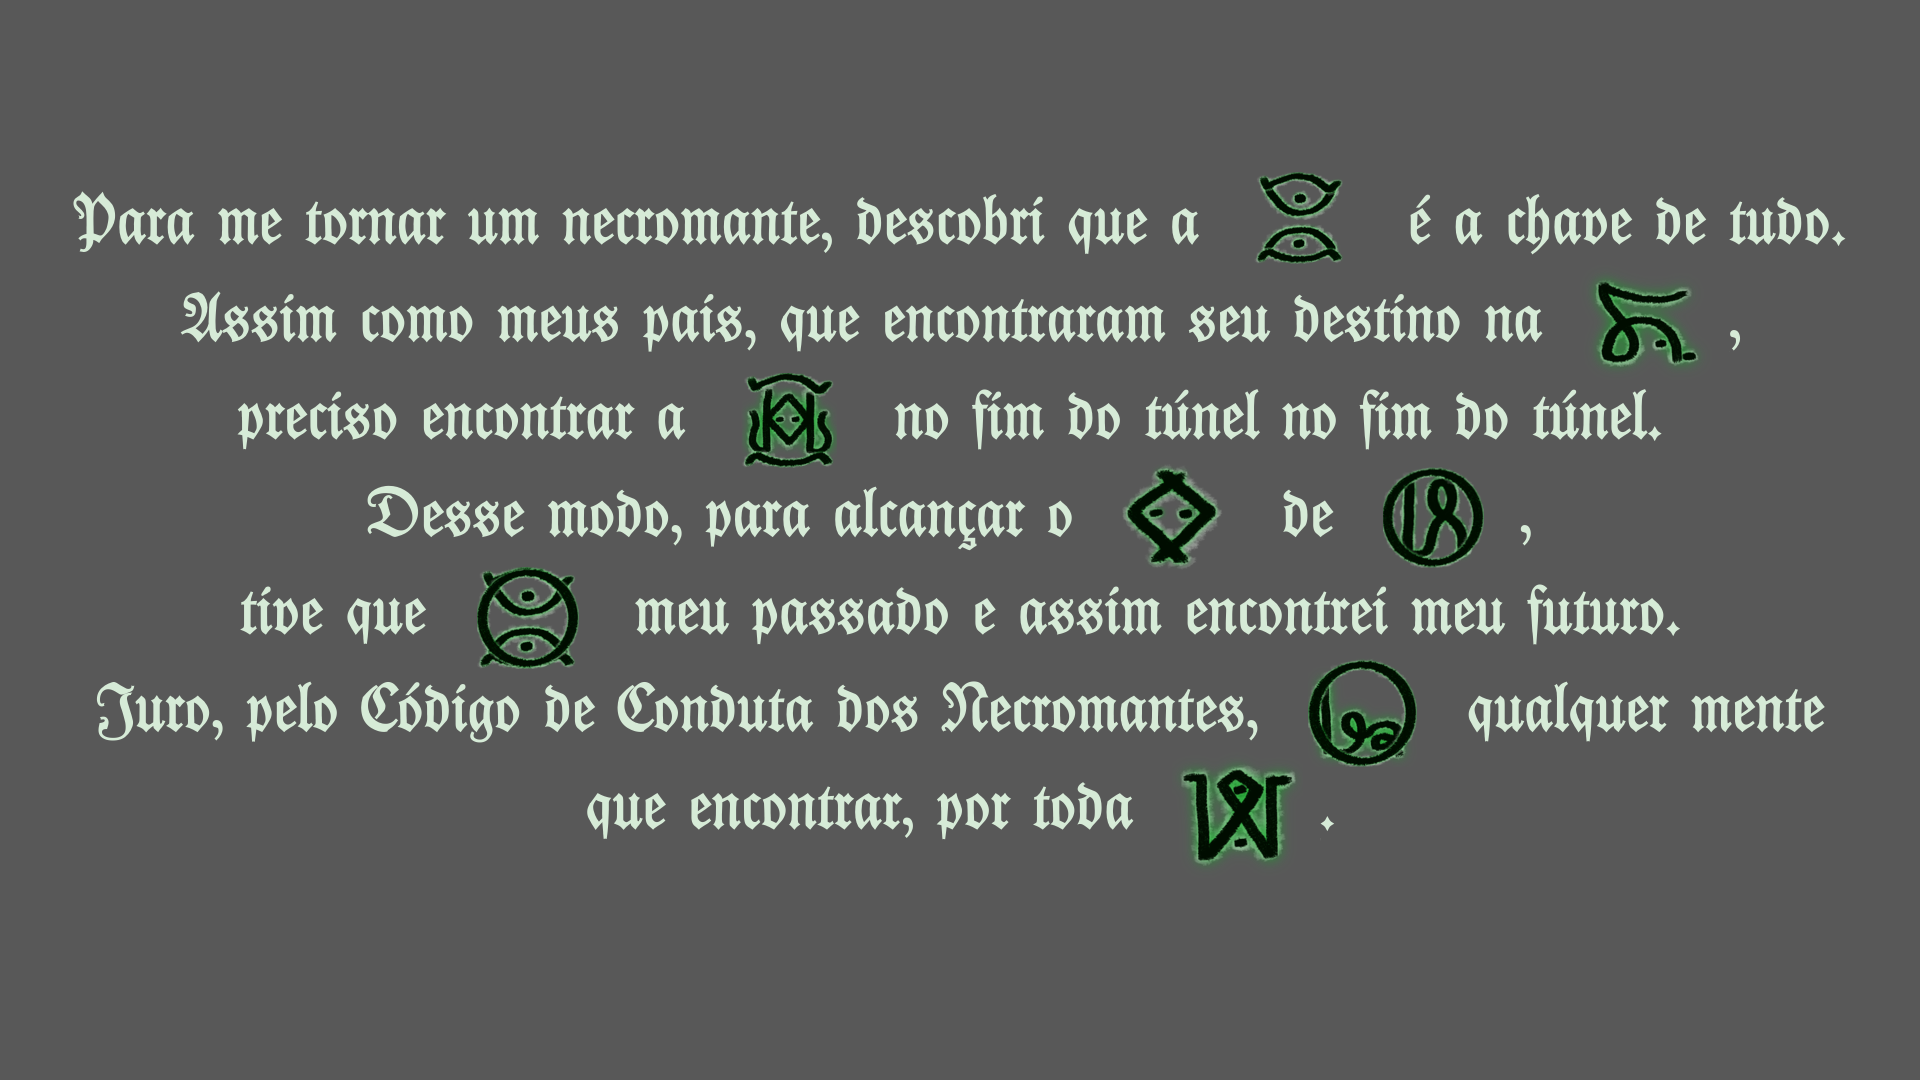 Para me tornar um necromante, descobri que a é a chave de tudo.
Assim como meus pais, que encontraram seu destino na ,
preciso encontrar a no fim do túnel no fim do túnel.
Desse modo, para alcançar o de ,
tive que meu passado e assim encontrei meu futuro.
Juro, pelo Código de Conduta dos Necromantes, qualquer mente
que encontrar, por toda .